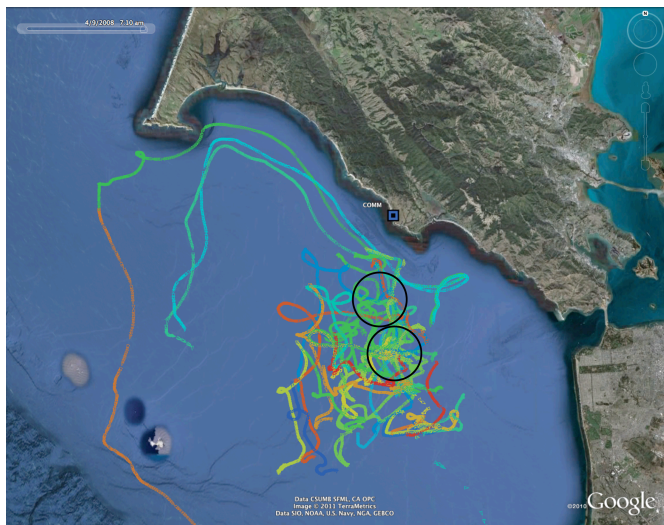 4/9/2008 7:30 am
N
COMM
Data CSUMB SFML, CA OPC
Image © 2011 TerraMetrics
Data SIO, NOAA, U.S. Navy, NGA, GEBCO
©2010 Google